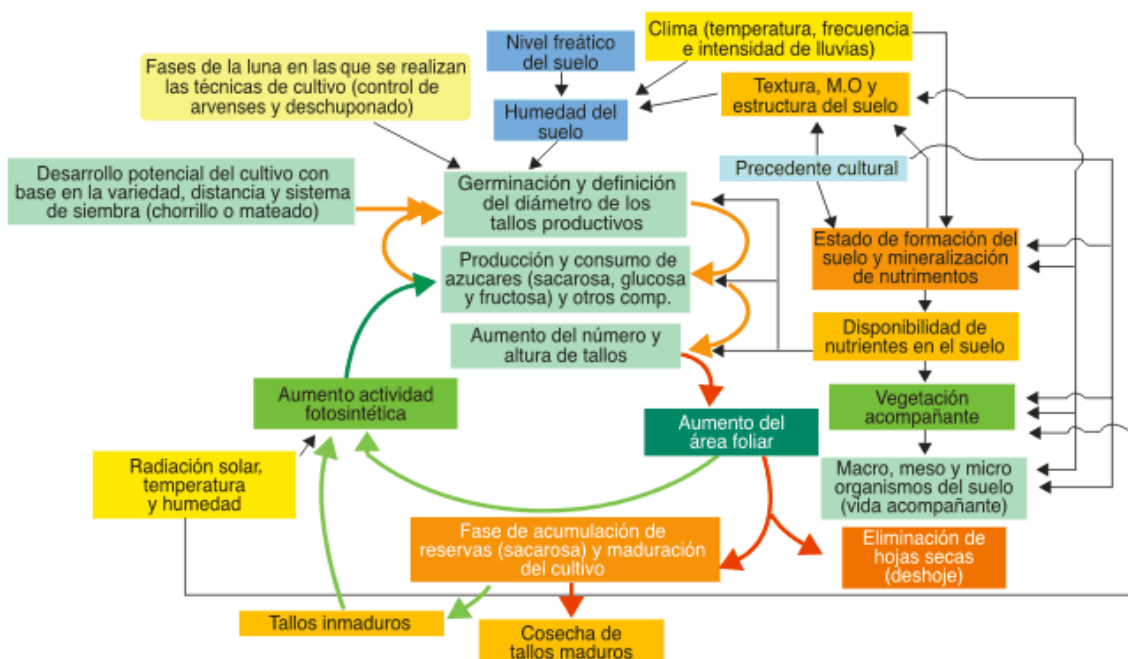 Nivel freático
del suelo
Clima (temperatura, frecuencia
e intensidad de lluvias)
Fases de la luna en las que se realizan
las técnicas de cultivo (control de
arvenses y deschuponado)
Textura, M.O y
estructura del suelo
Humedad del
suelo
Desarrollo potencial del cultivo con
base en la variedad, distancia y sistema
de siembra (chorrillo o mateado)
Precedente cultural
Germinación y definición
del diámetro de los
tallos productivos
Estado de formación del
suelo y mineralización
de nutrimentos
Producción y consumo de
azucares (sacarosa, glucosa
y fructosa) y otros comp.
Aumento del número y
altura de tallos
Disponibilidad de
nutrientes en el suelo
Aumento actividad
fotosintética
Vegetación
acompañante
Aumento del
área foliar
Radiación solar,
temperatura
y humedad
Macro, meso y micro
organismos del suelo
(vida acompañante)
Fase de acumulación de
reservas (sacarosa) y maduración
del cultivo
Eliminación de
hojas secas
(deshoje)
Tallos inmaduros
Cosecha de
tallos maduros